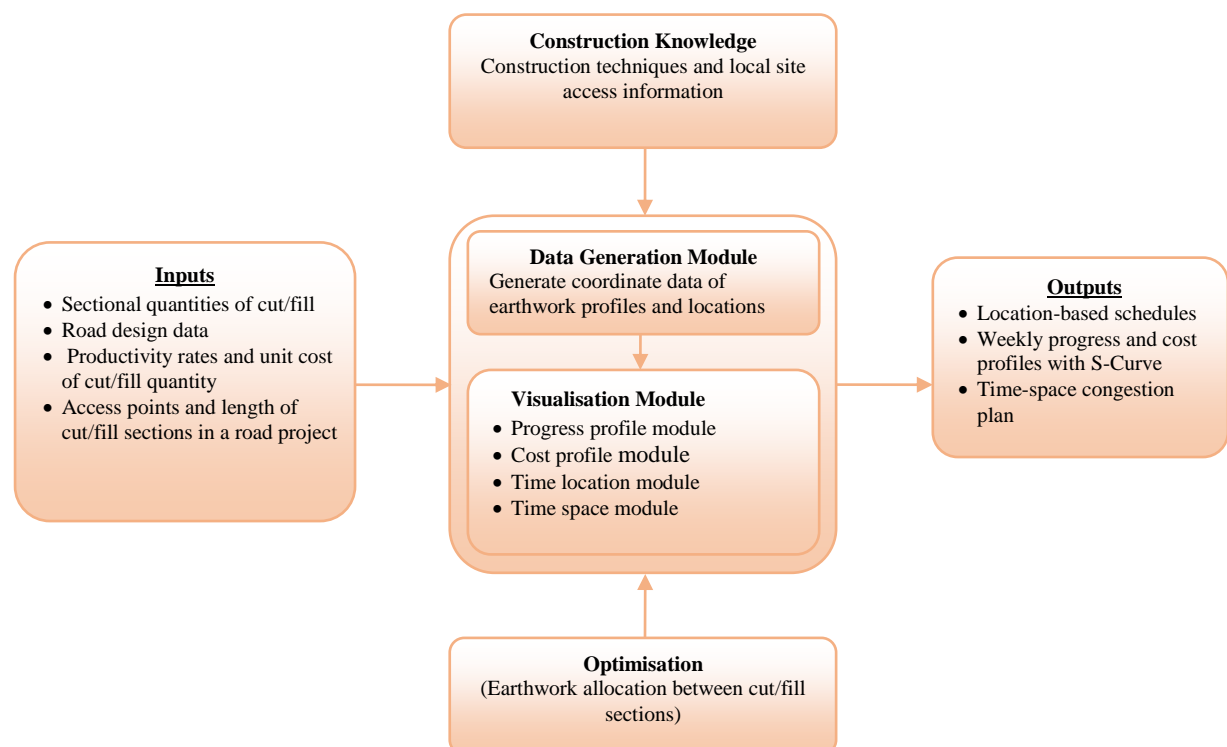 Construction Knowledge
Construction techniques and local site
access information
Inputs
• Sectional quantities of cut/fill
• Road design data
• Productivity rates and unit cost
of cut/fill quantity
• Access points and length of
cut/fill sections in a road project
Data Generation Module
Generate coordinate data of
earthwork profiles and locations
Visualisation Module
• Progress profile module
• Cost profile module
• Time location module
• Time space module
Outputs
• Location-based schedules
• Weekly progress and cost
profiles with S-Curve
• Time-space congestion
plan
Optimisation
(Earthwork allocation between cut/fill
sections)